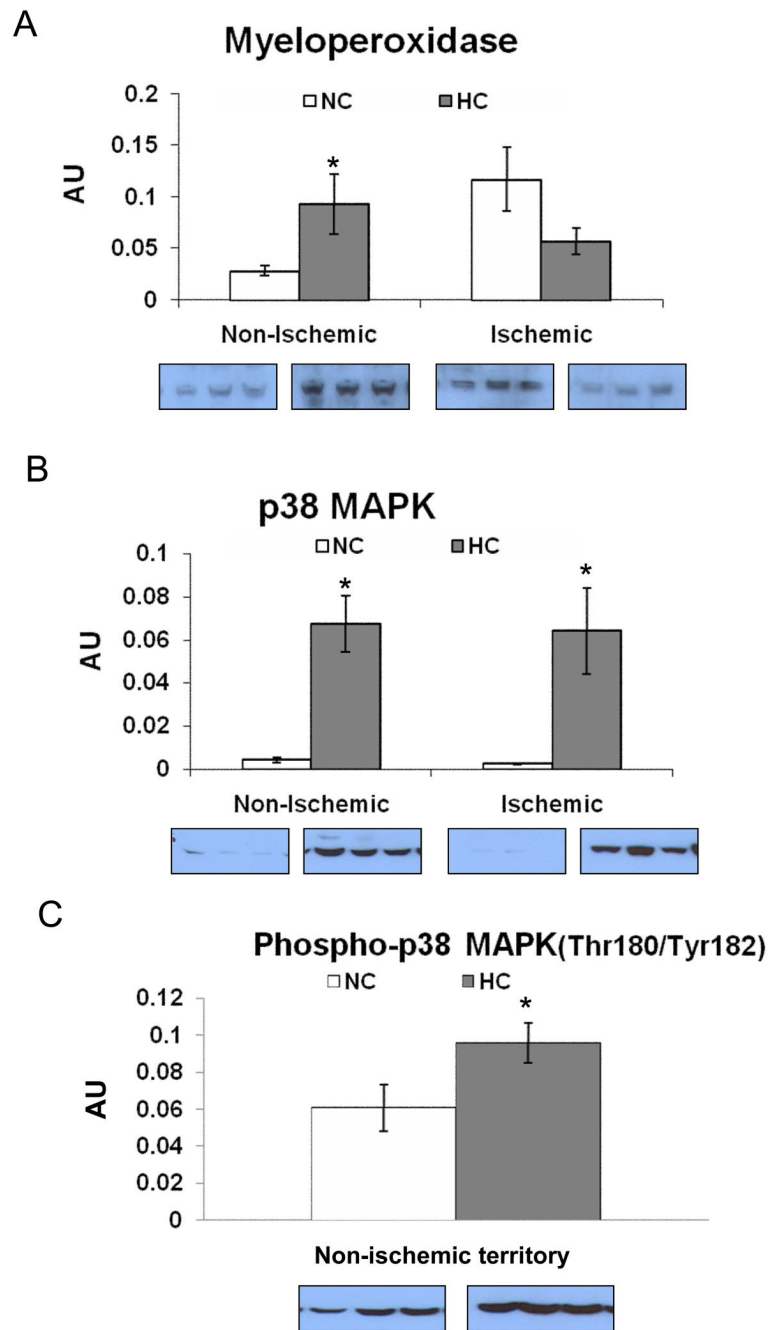 A
Myeloperoxidase
NC HC
0.2
0.15
0.1
0.05
0
AU
*
Non-Ischemic Ischemic
B
p38 MAPK
NC HC
0.1
0.08
0.06
0.04
0.02
0
AU
* *
Non-Ischemic Ischemic
C
Phospho-p38 MAPK(Thr180/Tyr182)
NC HC
0.12
0.1
0.08
0.06
0.04
0.02
0
AU
*
Non-ischemic territory